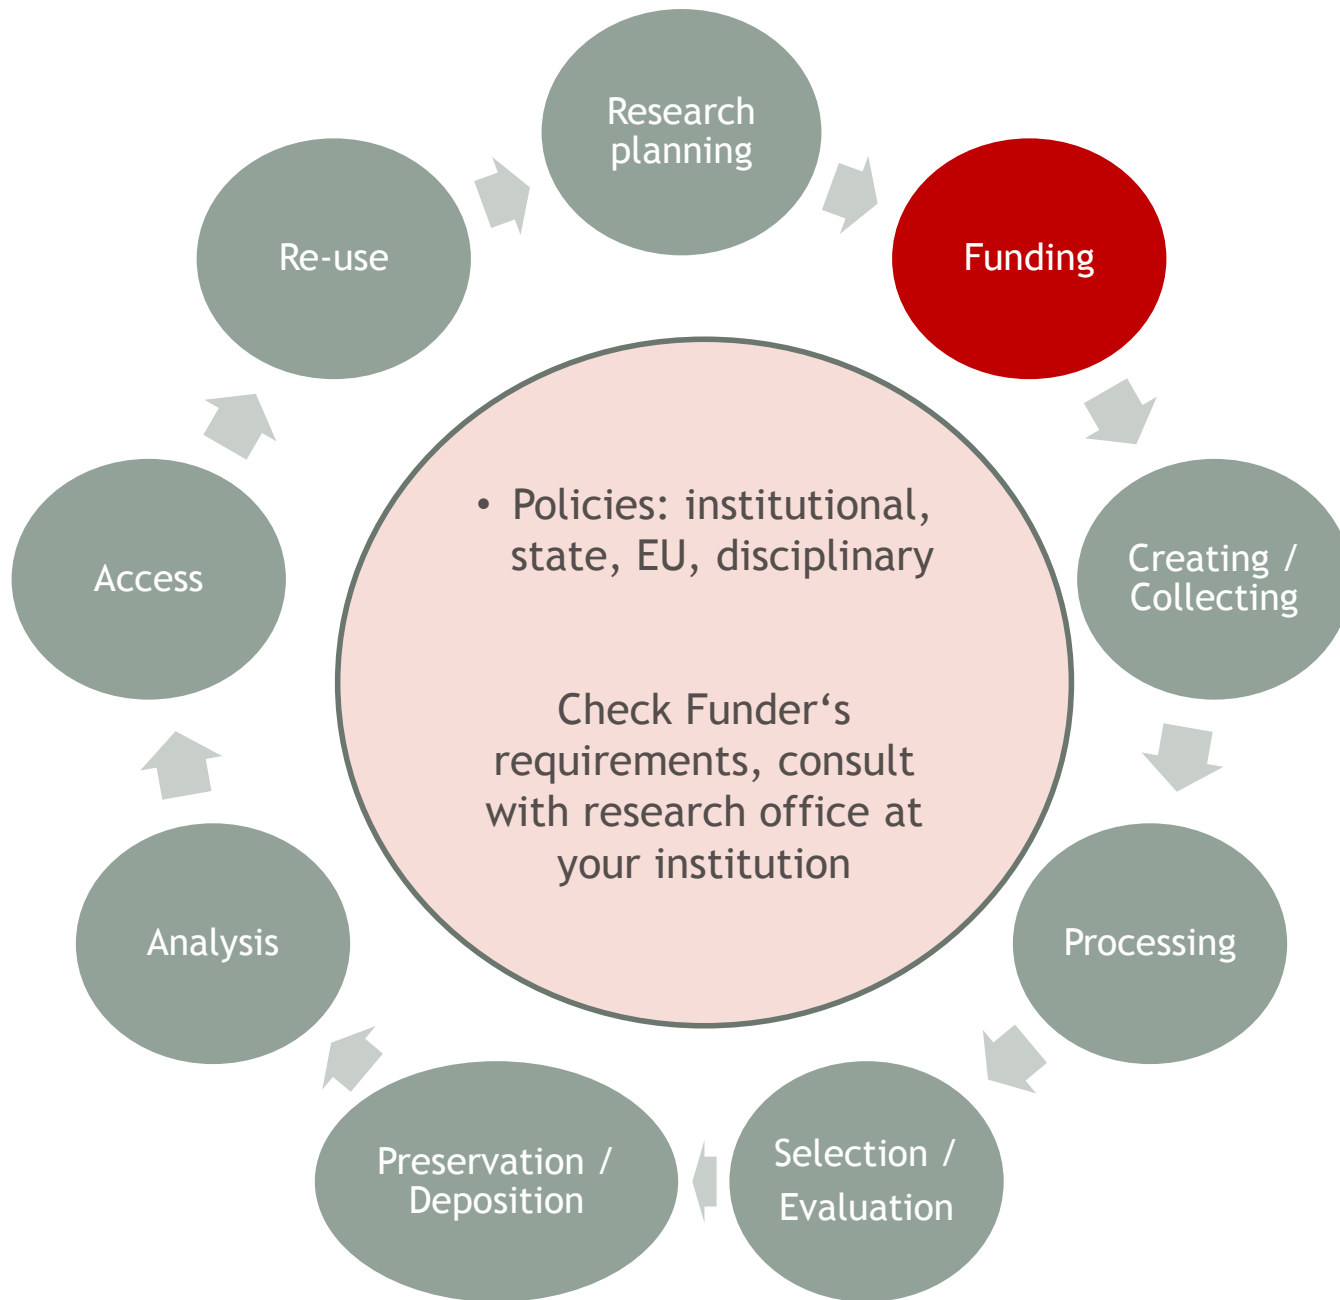 Research
planning
Funding
Creating /
Collecting
Processing
Selection /
Evaluation
Preservation /
Deposition
Analysis
Access
Re-use
• Policies: institutional,
state, EU, disciplinary
Check Funder‘s
requirements, consult
with research office at
your institution